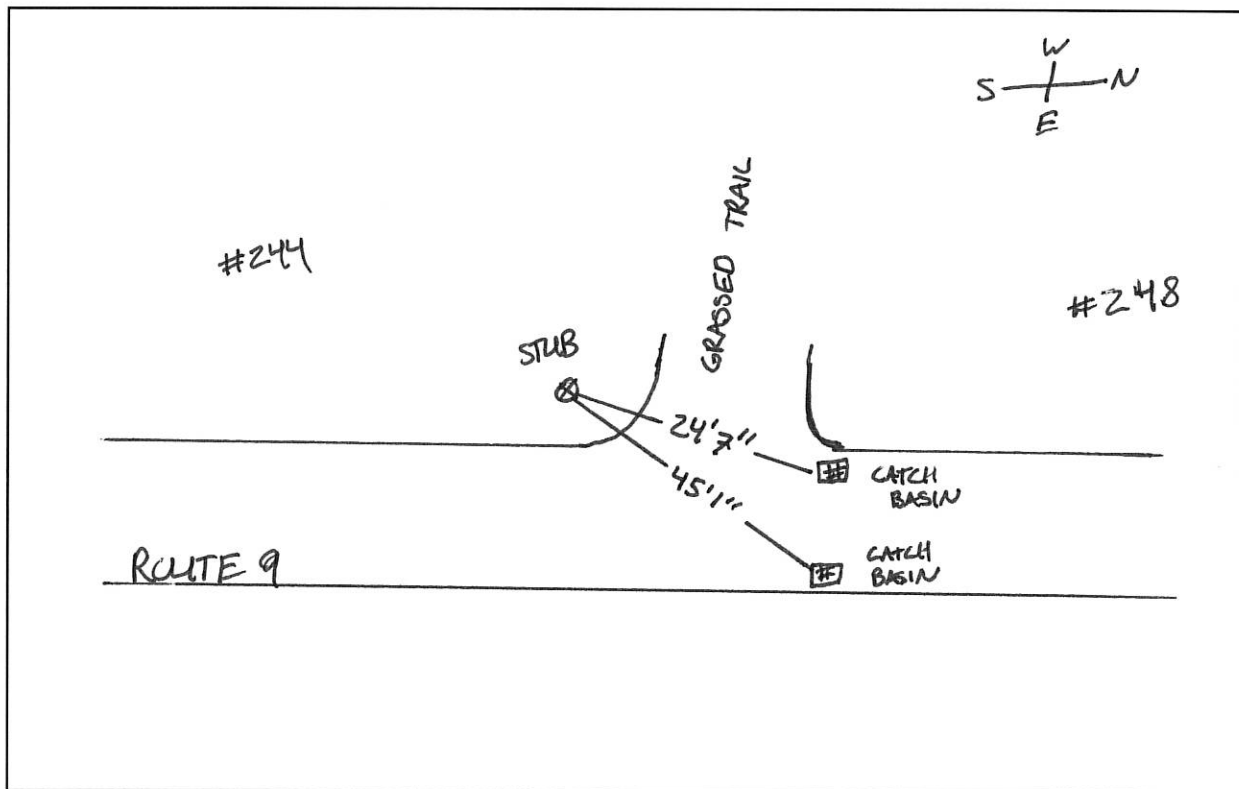 W
S N
E
GRASSED TRAIL
#244
#248
STUB
24'7"
45'1"
CATCH
BASIN
CATCH
BASIN
ROUTE 9